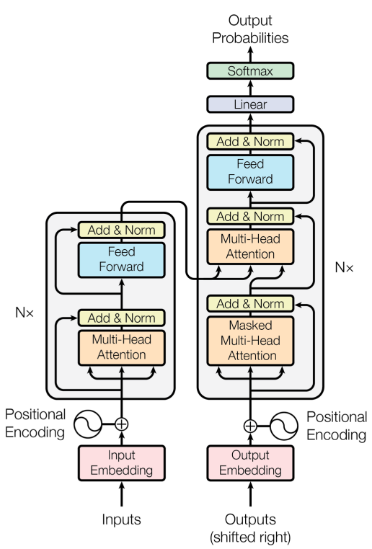 Output
Probabilities
Softmax
Linear
Add & Norm
Feed
Forward
Add & Norm
Multi-Head
Attention
Add & Norm
Masked
Multi-Head
Attention
Nx
Add & Norm
Feed
Forward
Add & Norm
Multi-Head
Attention
Nx
Positional
Encoding
Positional
Encoding
Input
Embedding
Output
Embedding
Inputs
Outputs
(shifted right)